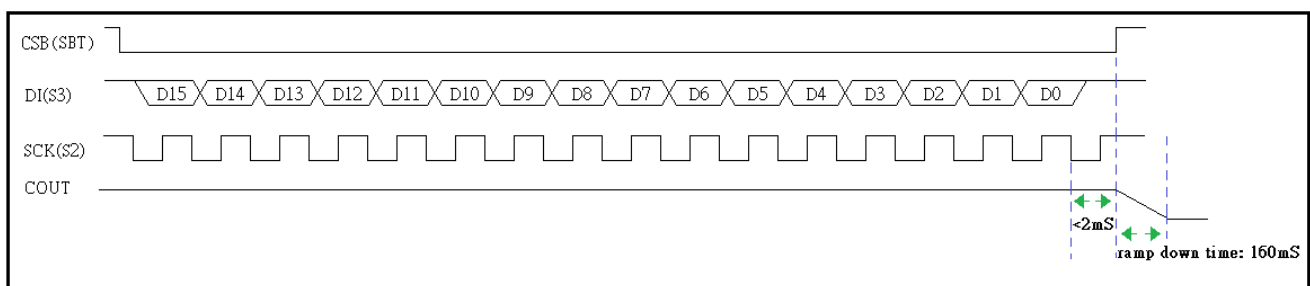 CSB(SBT)
DI(S3) D15 D14 D13 D12 D11 D10 D9 D8 D7 D6 D5 D4 D3 D2 D1 D0
SCK(S2)
COUT
<2mS
ramp down time: 160mS